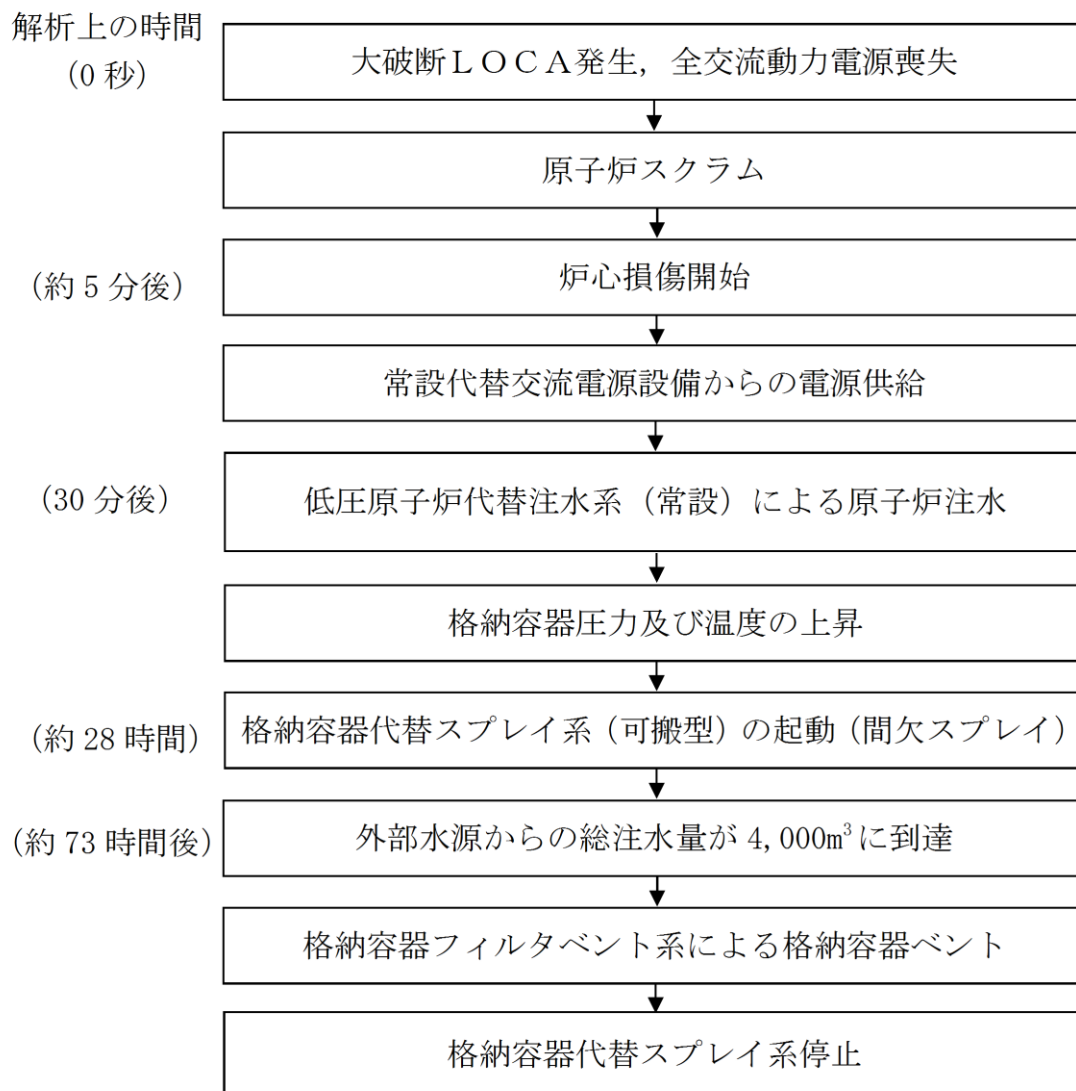 解析上の時間
(0 秒)
大破断ＬＯＣＡ発生，全交流動力電源喪失
原子炉スクラム
(約 5 分後)
炉心損傷開始
常設代替交流電源設備からの電源供給
(30 分後)
低圧原子炉代替注水系（常設）による原子炉注水
格納容器圧力及び温度の上昇
(約 28 時間)
格納容器代替スプレイ系（可搬型）の起動（間欠スプレイ）
(約 73 時間後)
外部水源からの総注水量が 4,000m³に到達
格納容器フィルタベント系による格納容器ベント
格納容器代替スプレイ系停止